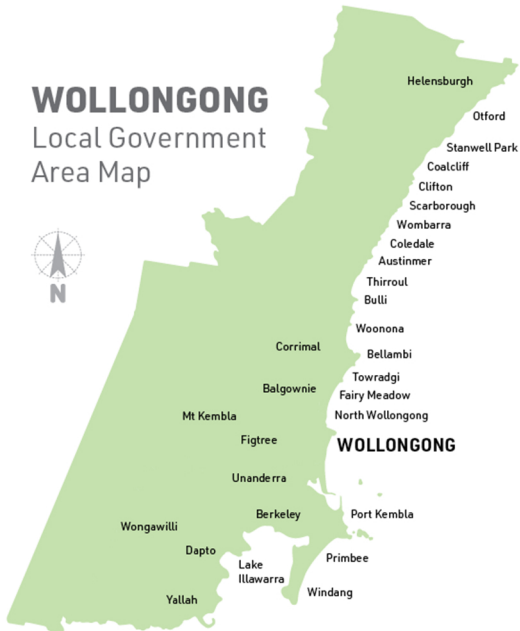 WOLLONGONG
Local Government
Area Map
N
Helensburgh
Otford
Stanwell Park
Coalcliff
Clifton
Scarborough
Wombarra
Coledale
Austinmer
Thirroul
Bulli
Woonona
Corrimal
Bellambi
Towradgi
Balgownie
Fairy Meadow
Mt Kembla
North Wollongong
Figtree
WOLLONGONG
Unanderra
Berkeley
Port Kembla
Wongawilli
Dapto
Primbee
Lake
Illawarra
Windang
Yallah